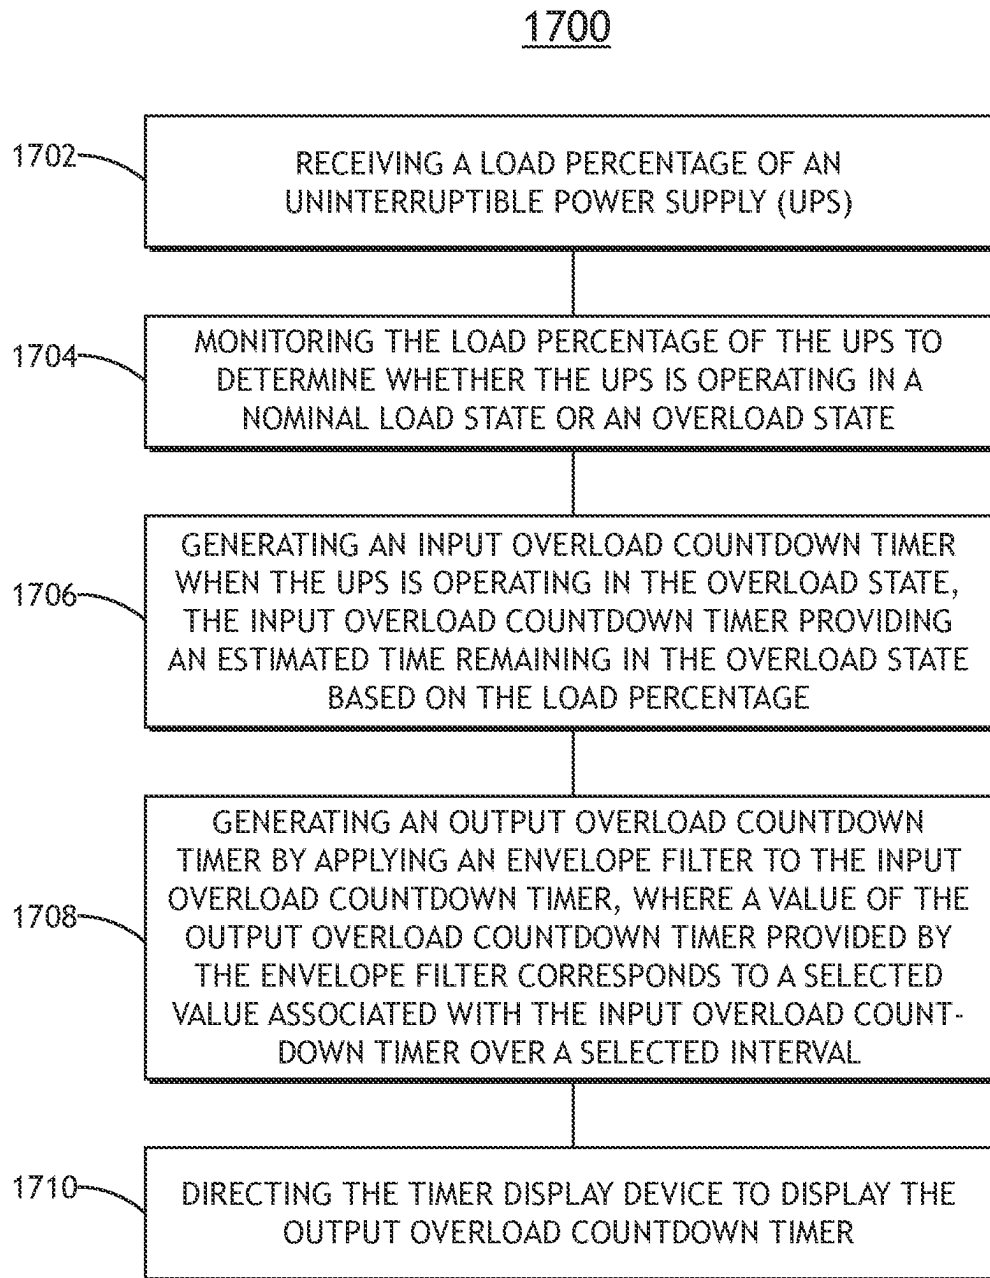 1700
1702
RECEIVING A LOAD PERCENTAGE OF AN
UNINTERRUPTIBLE POWER SUPPLY (UPS)
1704
MONITORING THE LOAD PERCENTAGE OF THE UPS TO
DETERMINE WHETHER THE UPS IS OPERATING IN A
NOMINAL LOAD STATE OR AN OVERLOAD STATE
1706
GENERATING AN INPUT OVERLOAD COUNTDOWN TIMER
WHEN THE UPS IS OPERATING IN THE OVERLOAD STATE,
THE INPUT OVERLOAD COUNTDOWN TIMER PROVIDING
AN ESTIMATED TIME REMAINING IN THE OVERLOAD STATE
BASED ON THE LOAD PERCENTAGE
1708
GENERATING AN OUTPUT OVERLOAD COUNTDOWN
TIMER BY APPLYING AN ENVELOPE FILTER TO THE INPUT
OVERLOAD COUNTDOWN TIMER, WHERE A VALUE OF THE
OUTPUT OVERLOAD COUNTDOWN TIMER PROVIDED BY
THE ENVELOPE FILTER CORRESPONDS TO A SELECTED
VALUE ASSOCIATED WITH THE INPUT OVERLOAD COUNT-
DOWN TIMER OVER A SELECTED INTERVAL
1710
DIRECTING THE TIMER DISPLAY DEVICE TO DISPLAY THE
OUTPUT OVERLOAD COUNTDOWN TIMER